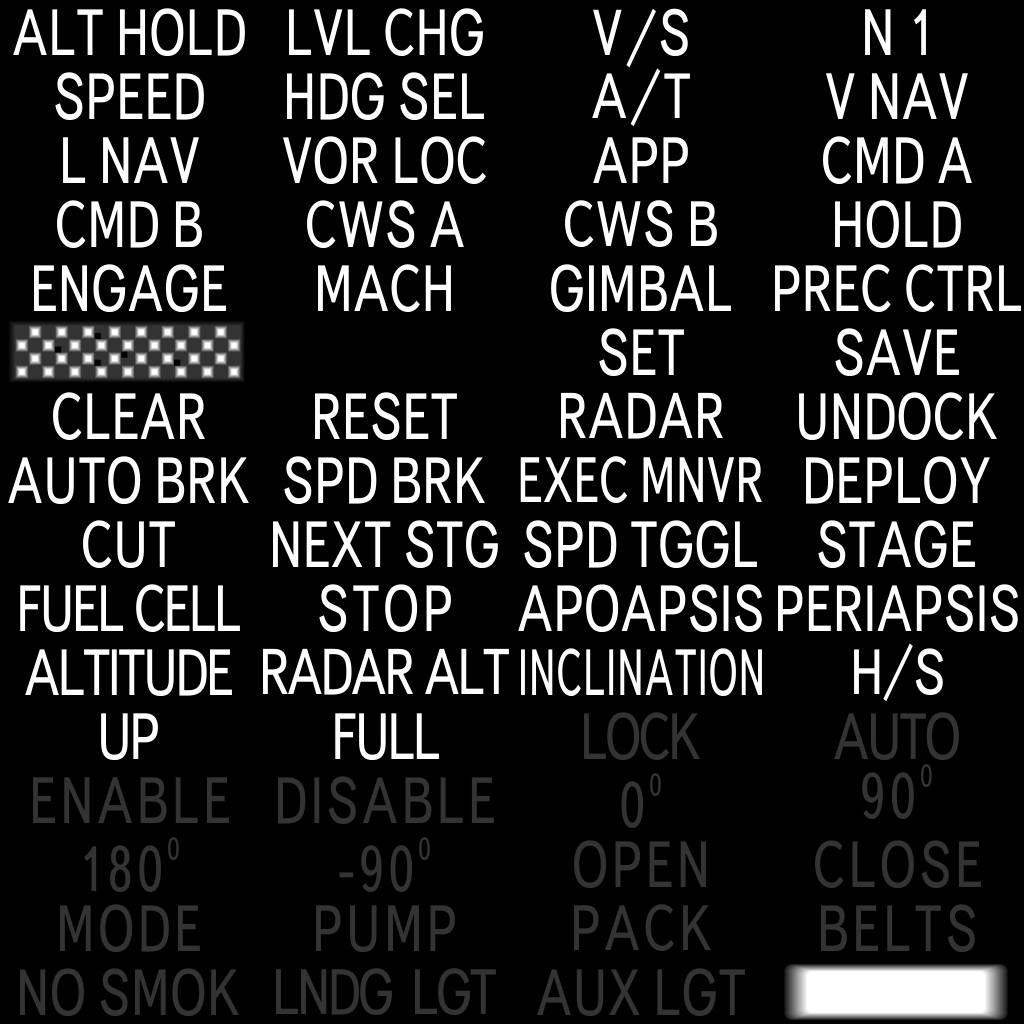 ALT HOLD LVL CHG V/S N 1
SPEED HDG SEL A/T V NAV
L NAV VOR LOC APP CMD A
CMD B CWS A CWS B HOLD
ENGAGE MACH GIMBAL PREC CTRL
SET SAVE
CLEAR RESET RADAR UNDOCK
AUTO BRK SPD BRK EXEC MNVR DEPLOY
CUT NEXT STG SPD TGGL STAGE
FUEL CELL STOP APOAPSIS PERIAPSIS
ALTITUDE RADAR ALT INCLINATION H/S
UP FULL LOCK AUTO
ENABLE DISABLE 0⁰ 90⁰
180⁰ -90⁰ OPEN CLOSE
MODE PUMP PACK BELTS
NO SMOK LNDG LGT AUX LGT